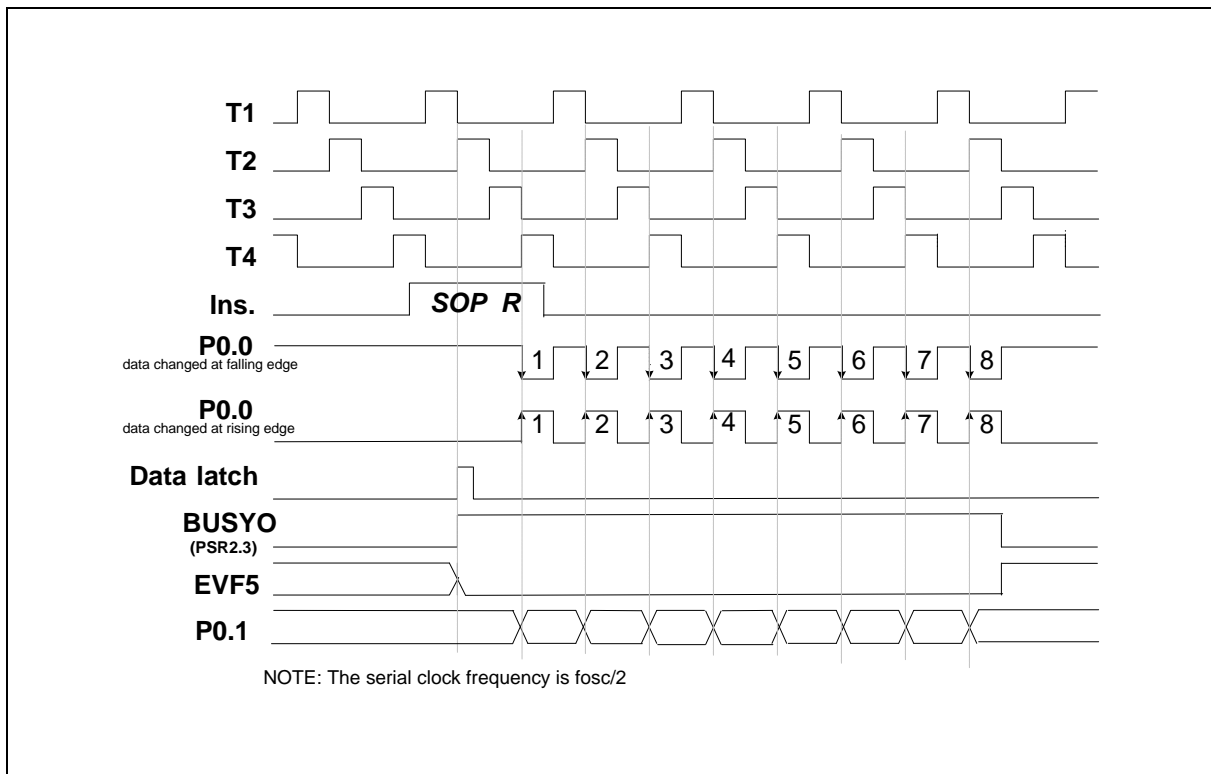 T1
T2
T3
T4
Ins.
SOP R
P0.0
data changed at falling edge
1 2 3 4 5 6 7 8
P0.0
data changed at rising edge
1 2 3 4 5 6 7 8
Data latch
BUSYO
(PSR2.3)
EVF5
P0.1
NOTE: The serial clock frequency is fosc/2